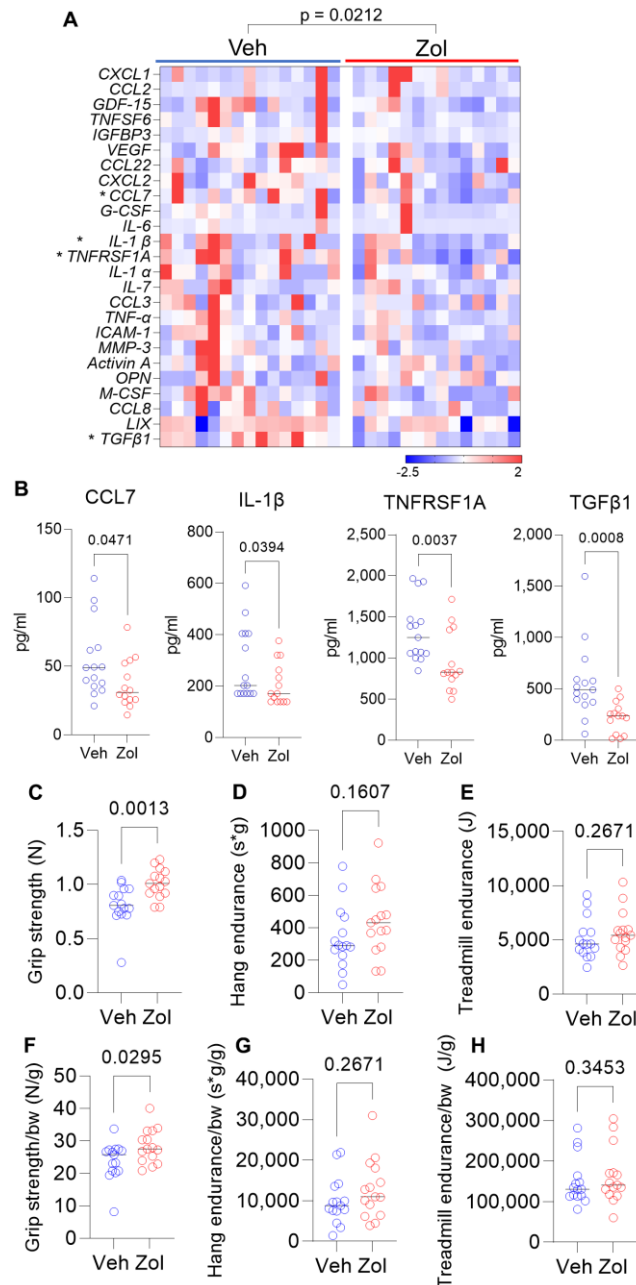 p = 0.0212
A
Veh Zol
CXCL1
CCL2
GDF-15
TNFSF6
IGFBP3
VEGF
CCL22
CXCL2
* CCL7
G-CSF
IL-6
* IL-1 β
* TNFRSF1A
IL-1 α
IL-7
CCL3
TNF-α
ICAM-1
MMP-3
Activin A
OPN
M-CSF
CCL8
LIX
* TGFβ1
-2.5 2
B
CCL7
0.0471
pg/ml
150
100
50
0
Veh Zol
IL-1β
0.0394
pg/ml
800
600
400
200
0
Veh Zol
TNFRSF1A
0.0037
pg/ml
2,500
2,000
1,500
1,000
500
0
Veh Zol
TGFβ1
0.0008
pg/ml
2,000
1,500
1,000
500
0
Veh Zol
C
0.0013
Grip strength (N)
1.5
1.0
0.5
0.0
Veh Zol
D
0.1607
Hang endurance (s*g)
1000
800
600
400
200
0
Veh Zol
E
0.2671
Treadmill endurance (J)
15,000
10,000
5,000
0
Veh Zol
F
0.0295
Grip strength/bw (N/g)
50
40
30
20
10
0
Veh Zol
G
0.2671
Hang endurance/bw (s*g/g)
40,000
30,000
20,000
10,000
0
Veh Zol
H
0.3453
Treadmill endurance/bw (J/g)
400,000
300,000
200,000
100,000
0
Veh Zol